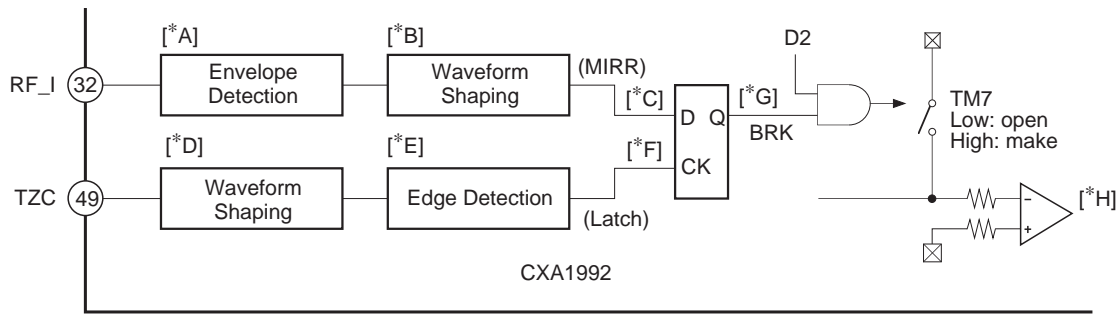 [*A]
[*B]
D2
RF_I
32
Envelope
Detection
Waveform
Shaping
(MIRR)
[*C]
D Q
CK
[*G]
BRK
TM7
Low: open
High: make
[*D]
[*E]
[*F]
TZC
49
Waveform
Shaping
Edge Detection
(Latch)
[*H]
−
+
CXA1992